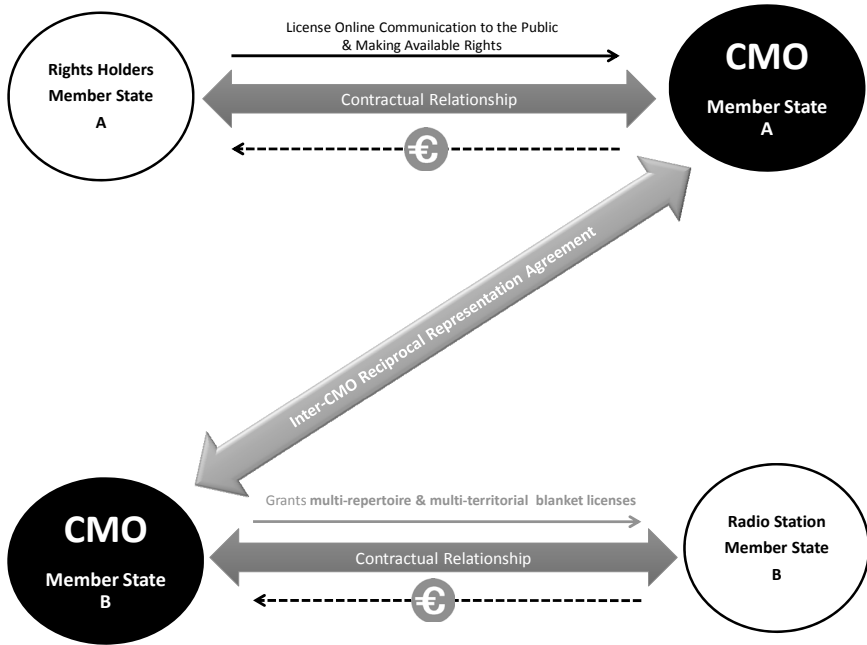 License Online Communication to the Public
& Making Available Rights
Rights Holders
Member State
A
Contractual Relationship
€
CMO
Member State
A
Inter-CMO Reciprocal Representation Agreement
CMO
Member State
B
Grants multi-repertoire & multi-territorial blanket licenses
Contractual Relationship
€
Radio Station
Member State
B